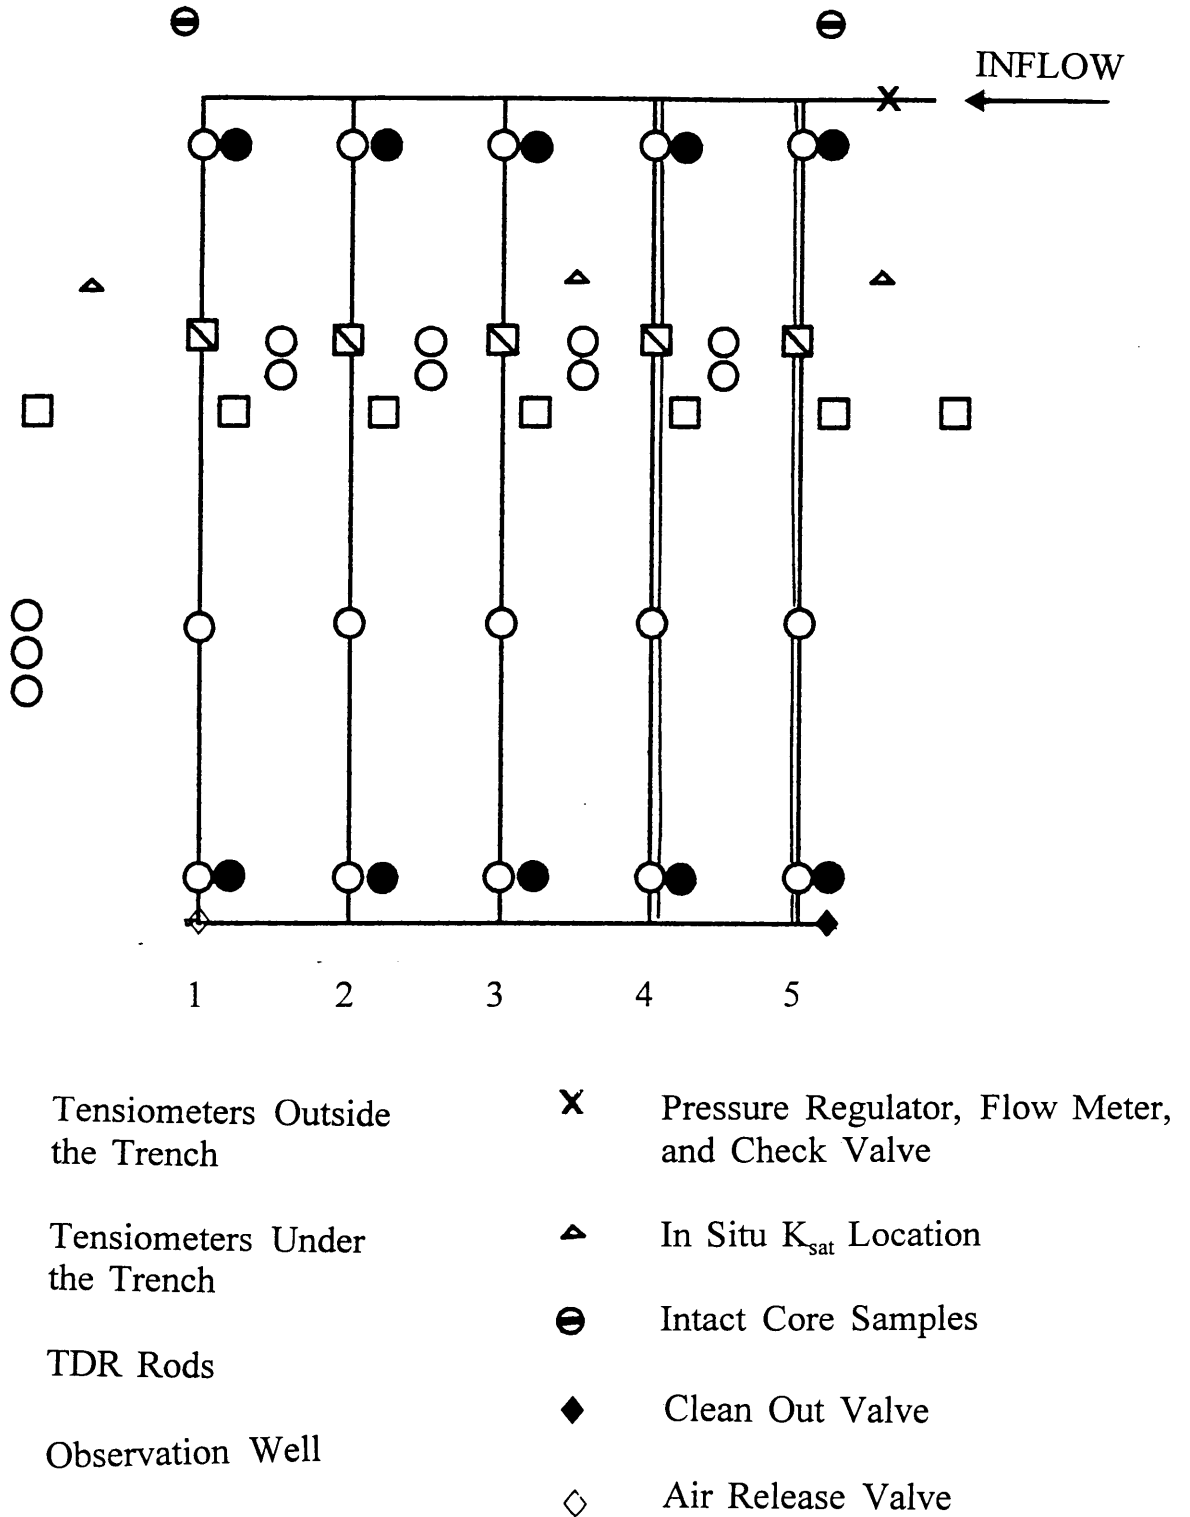 INFLOW
1 2 3 4 5
Tensiometers Outside
the Trench
Tensiometers Under
the Trench
TDR Rods
Observation Well
X Pressure Regulator, Flow Meter,
and Check Valve
In Situ Ksat Location
Intact Core Samples
Clean Out Valve
Air Release Valve